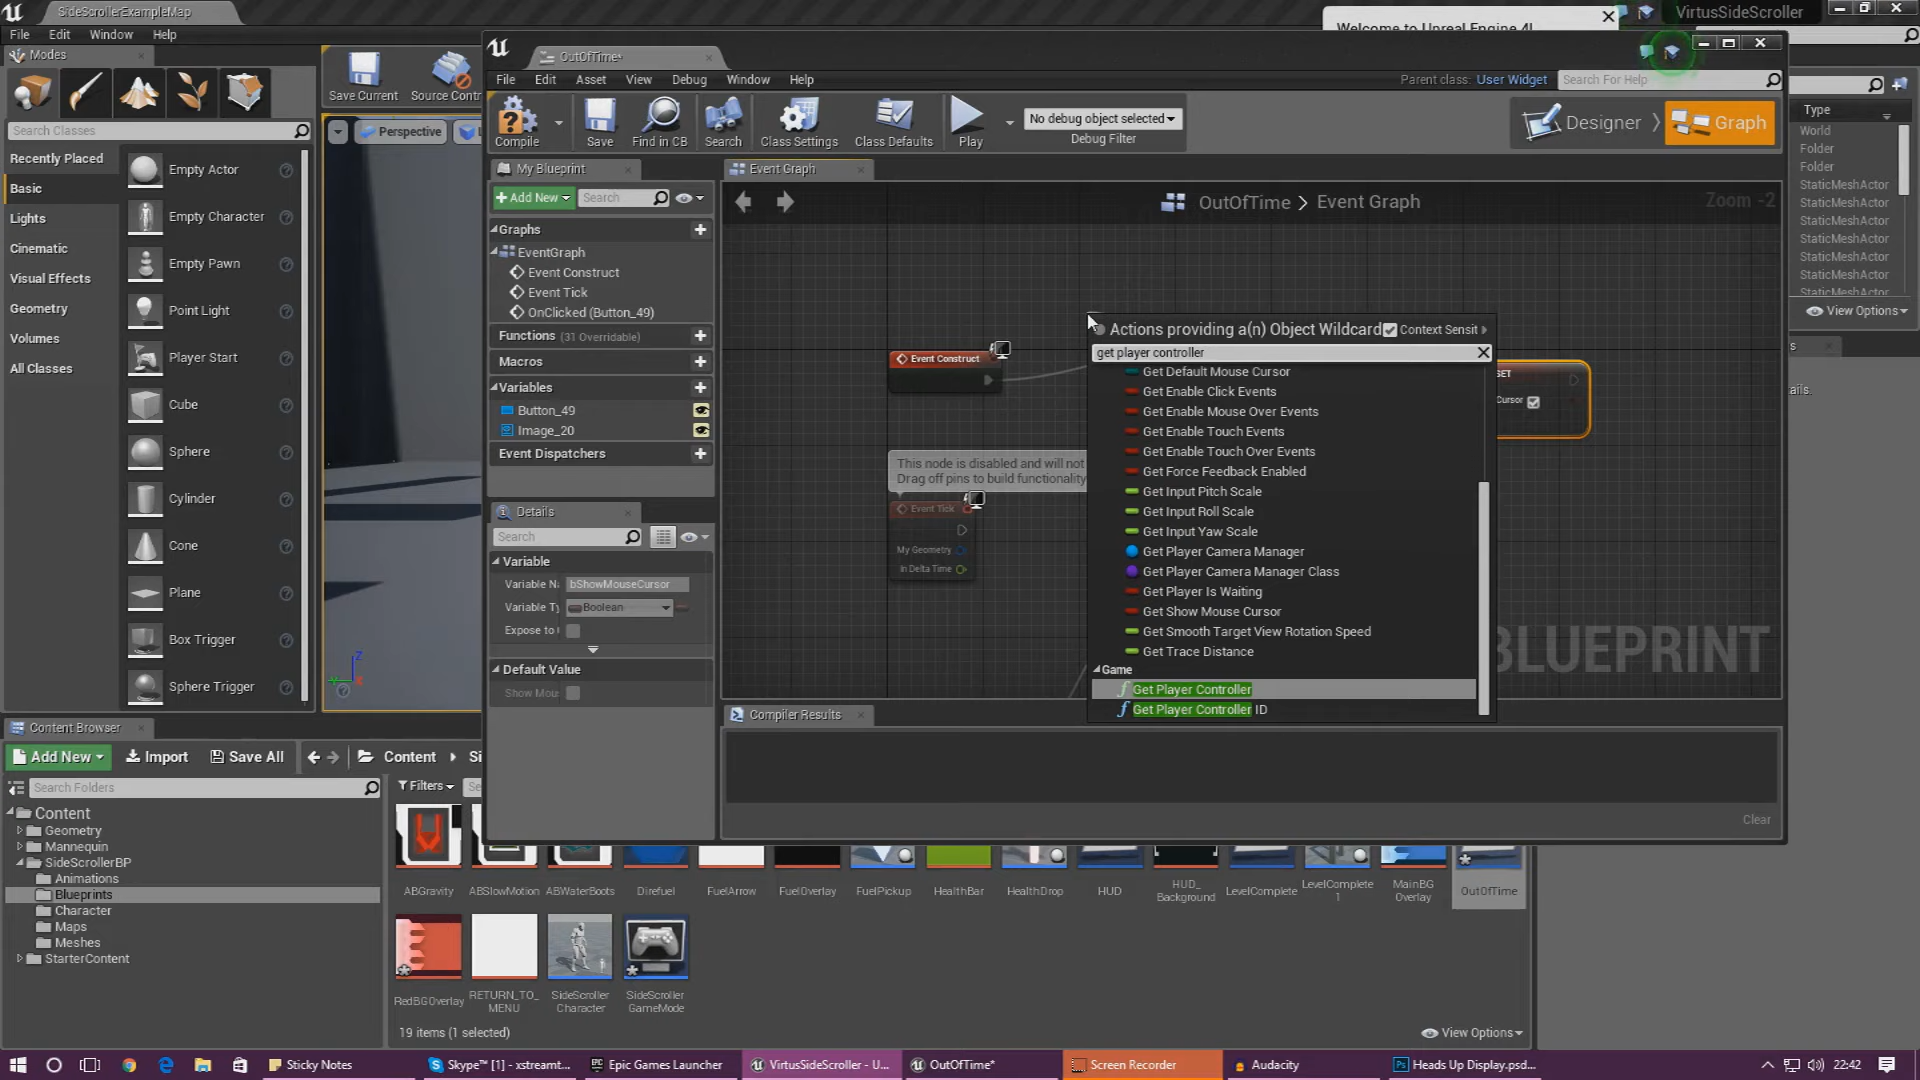 SideScrollerExampleMap
Welcome to Unreal Engine 4!
VirtusSideScroller
File Edit Window Help
Modes
OutOfTime*
Save Current
Source Contr
File Edit Asset View Debug Window Help
Parent class: User Widget
Search For Help
Search Classes
Perspective
Compile
Save
Find in CB
Search
Class Settings
Class Defaults
Play
No debug object selected
Debug Filter
Designer
Graph
Type
World
Folder
Folder
StaticMeshActor
StaticMeshActor
StaticMeshActor
StaticMeshActor
StaticMeshActor
StaticMeshActor
StaticMeshActor
View Options
Recently Placed
Basic
Lights
Cinematic
Visual Effects
Geometry
Volumes
All Classes
Empty Actor
Empty Character
Empty Pawn
Point Light
Player Start
Cube
Sphere
Cylinder
Cone
Plane
Box Trigger
Sphere Trigger
My Blueprint
Add New
Search
Graphs
EventGraph
Event Construct
Event Tick
OnClicked (Button_49)
Functions (31 Overridable)
Macros
Variables
Button_49
Image_20
Event Dispatchers
Details
Search
Variable
Variable N
bShowMouseCursor
Variable Ty
Boolean
Expose to
Default Value
Show Mou
Event Graph
OutOfTime > Event Graph
Zoom -2
Event Construct
This node is disabled and will not
Drag off pins to build functionality
Event Tick
My Geometry
In Delta Time
SET
Cursor
BLUEPRINT
Actions providing a(n) Object Wildcard
Context Sensit
get player controller
Get Default Mouse Cursor
Get Enable Click Events
Get Enable Mouse Over Events
Get Enable Touch Events
Get Enable Touch Over Events
Get Force Feedback Enabled
Get Input Pitch Scale
Get Input Roll Scale
Get Input Yaw Scale
Get Player Camera Manager
Get Player Camera Manager Class
Get Player Is Waiting
Get Show Mouse Cursor
Get Smooth Target View Rotation Speed
Get Trace Distance
Game
Get Player Controller
Get Player Controller ID
Compiler Results
Clear
Content Browser
Add New
Import
Save All
Content
Search Folders
Filters
Content
Geometry
Mannequin
SideScrollerBP
Animations
Blueprints
Character
Maps
Meshes
StarterContent
ABGravity
ABSlowMotion
ABWaterBoots
Direfuel
FuelArrow
FuelOverlay
FuelPickup
HealthBar
HealthDrop
HUD
HUD_
Background
LevelComplete
LevelComplete
1
MainBG
Overlay
OutOfTime
RedBGOverlay
RETURN_TO_
MENU
SideScroller
Character
SideScroller
GameMode
19 items (1 selected)
View Options
Sticky Notes
Skype™ [1] - xstreamt...
Epic Games Launcher
VirtusSideScroller - U...
OutOfTime*
Screen Recorder
Audacity
Heads Up Display.psd...
22:42